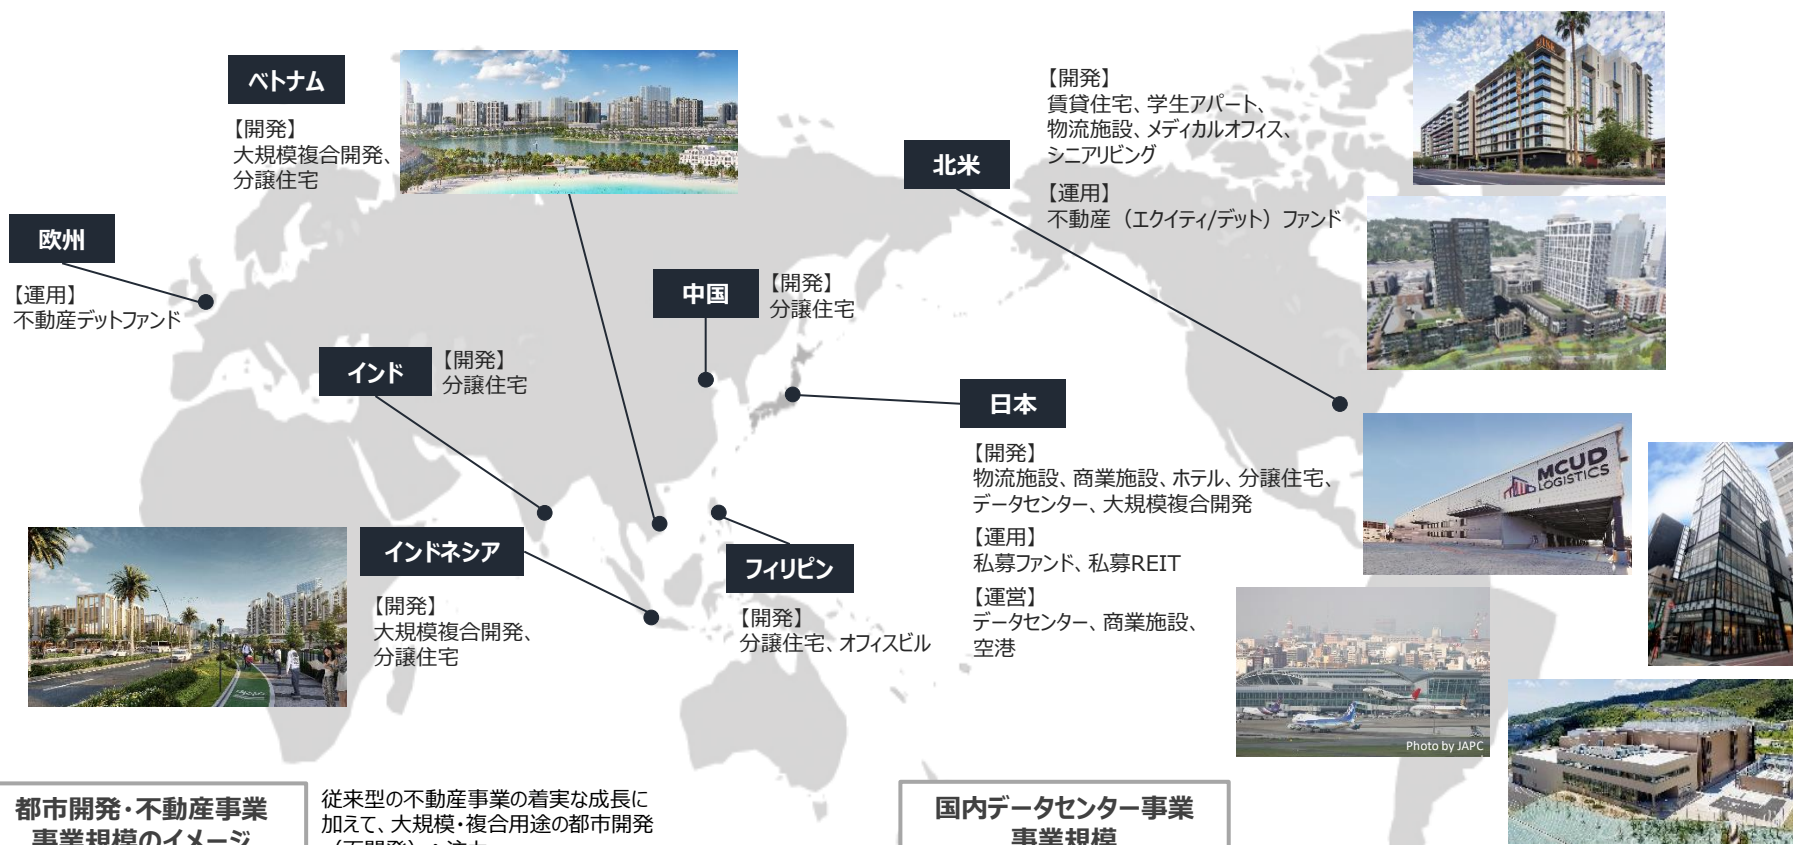 ベトナム
【開発】
大規模複合開発、
分譲住宅
欧州
【運用】
不動産デットファンド
インド
【開発】
分譲住宅
中国
【開発】
分譲住宅
北米
【開発】
賃貸住宅、学生アパート、
物流施設、メディカルオフィス、
シニアリビング
【運用】
不動産（エクイティ/デット）ファンド
インドネシア
【開発】
大規模複合開発、
分譲住宅
フィリピン
【開発】
分譲住宅、オフィスビル
日本
【開発】
物流施設、商業施設、ホテル、分譲住宅、
データセンター、大規模複合開発
【運用】
私募ファンド、私募REIT
【運営】
データセンター、商業施設、
空港
MCUD
LOGISTICS
Photo by JAPC
都市開発・不動産事業
事業規模のイメージ
従来型の不動産事業の着実な成長に
加えて、大規模・複合用途の都市開発
国内データセンター事業
事業規模